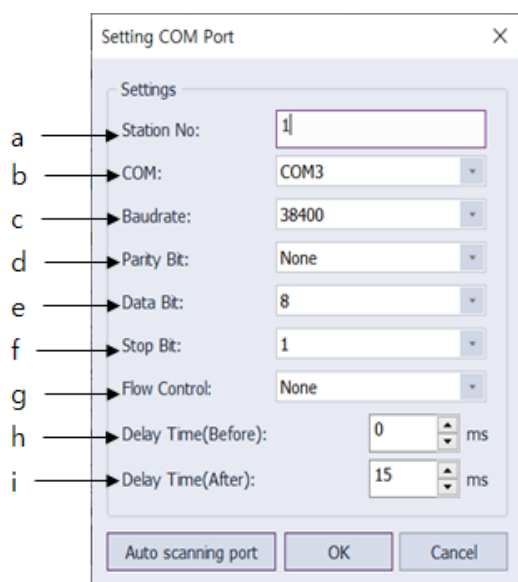 Setting COM Port
Settings
a Station No: 1
b COM: COM3
c Baudrate: 38400
d Parity Bit: None
e Data Bit: 8
f Stop Bit: 1
g Flow Control: None
h Delay Time(Before): 0 ms
i Delay Time(After): 15 ms
Auto scanning port OK Cancel